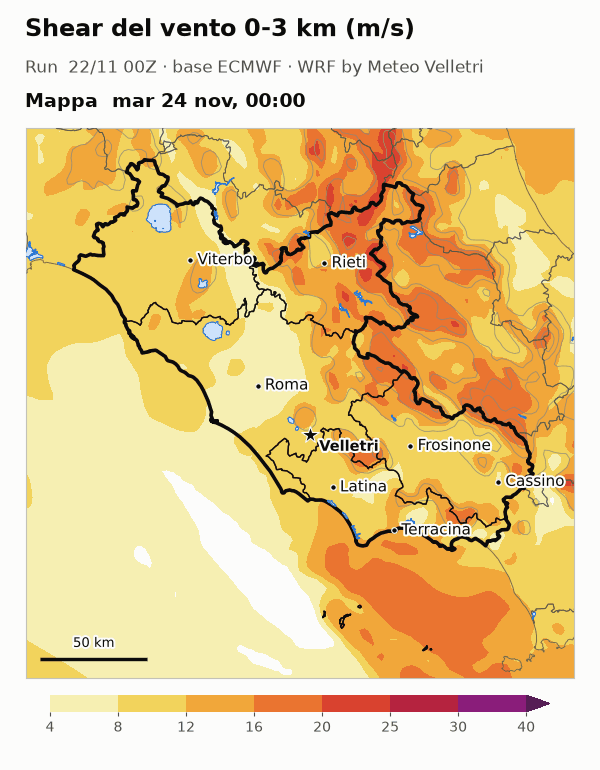 Shear del vento 0-3 km (m/s)
Run  22/11 00Z · base ECMWF · WRF by Meteo Velletri
Mappa  mar 24 nov, 00:00
Viterbo
Rieti
Roma
Velletri
Frosinone
Cassino
Latina
Terracina
50 km
4 8 12 16 20 25 30 40